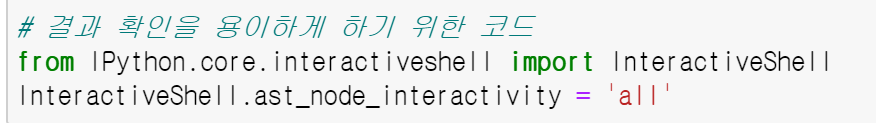 # 결과 확인을 용이하게 하기 위한 코드
from IPython.core.interactiveshell import InteractiveShell
InteractiveShell.ast_node_interactivity = 'all'